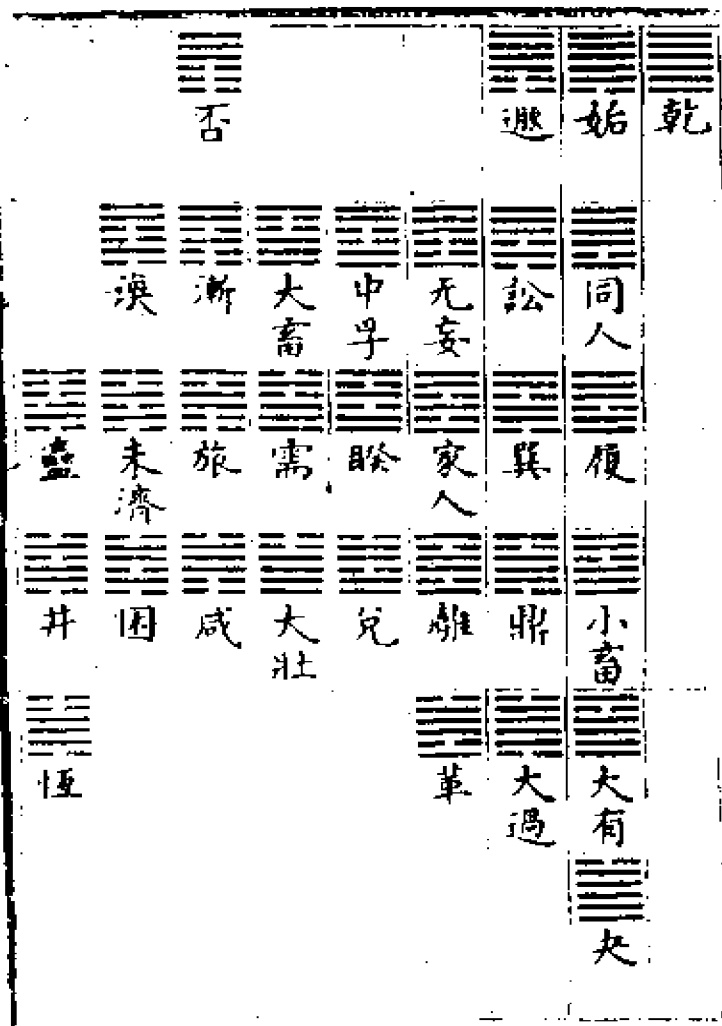 乾
姤
同人
履
小畜
大有
夬
遯
訟
巽
鼎
大過
无妄
家人
離
革
中孚
睽
兌
大畜
需
大壯
否
漸
旅
咸
渙
未濟
困
蠱
井
恆